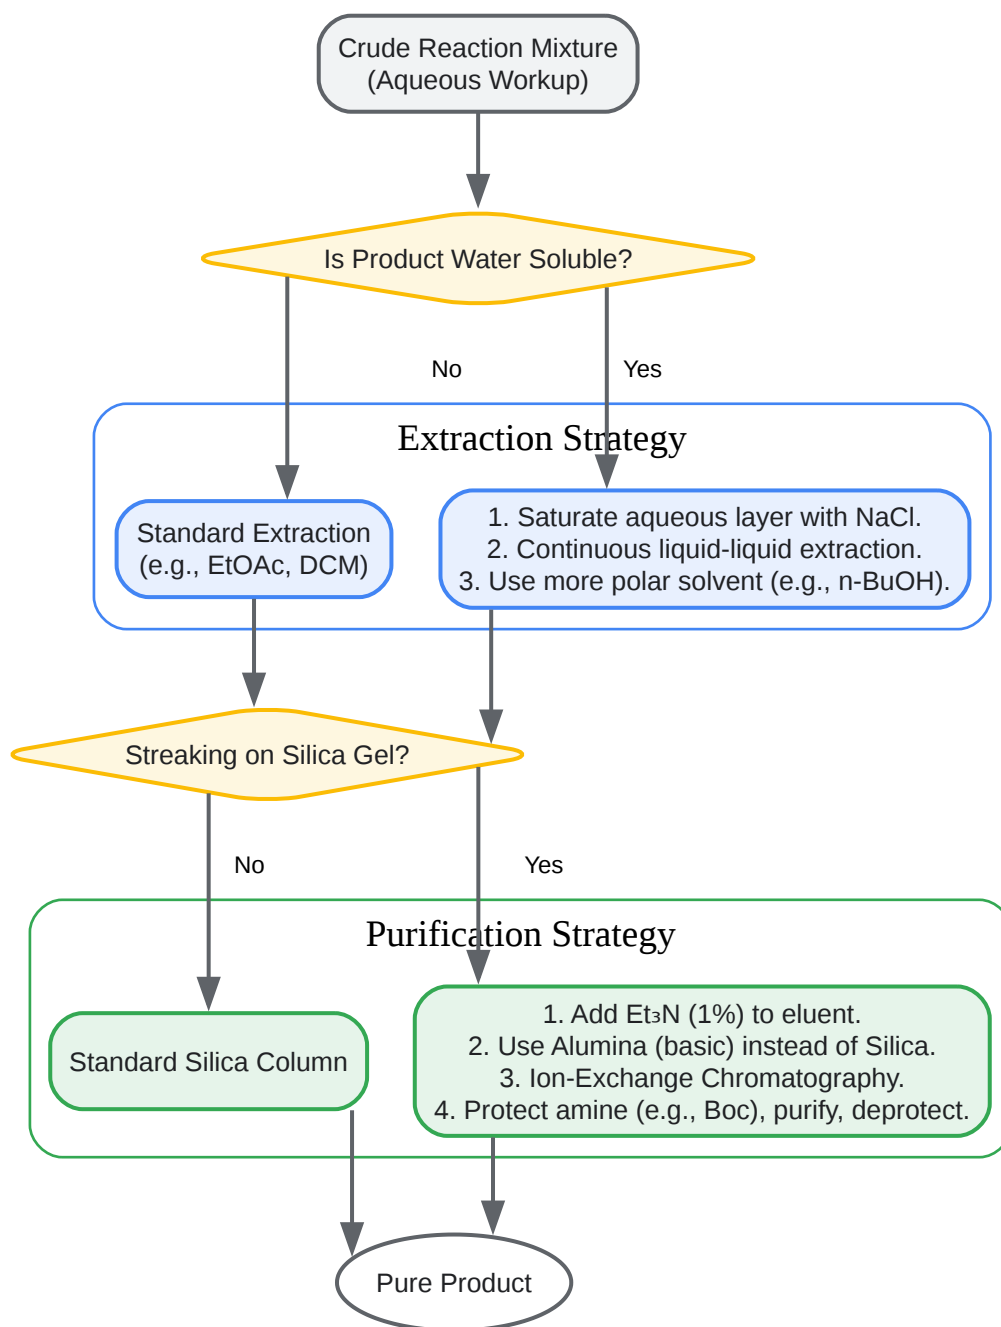 Crude Reaction Mixture
(Aqueous Workup)
Is Product Water Soluble?
No
Yes
Extraction Strategy
Standard Extraction
(e.g., EtOAc, DCM)
1. Saturate aqueous layer with NaCl.
2. Continuous liquid-liquid extraction.
3. Use more polar solvent (e.g., n-BuOH).
Streaking on Silica Gel?
No
Yes
Purification Strategy
Standard Silica Column
1. Add Et₃N (1%) to eluent.
2. Use Alumina (basic) instead of Silica.
3. Ion-Exchange Chromatography.
4. Protect amine (e.g., Boc), purify, deprotect.
Pure Product